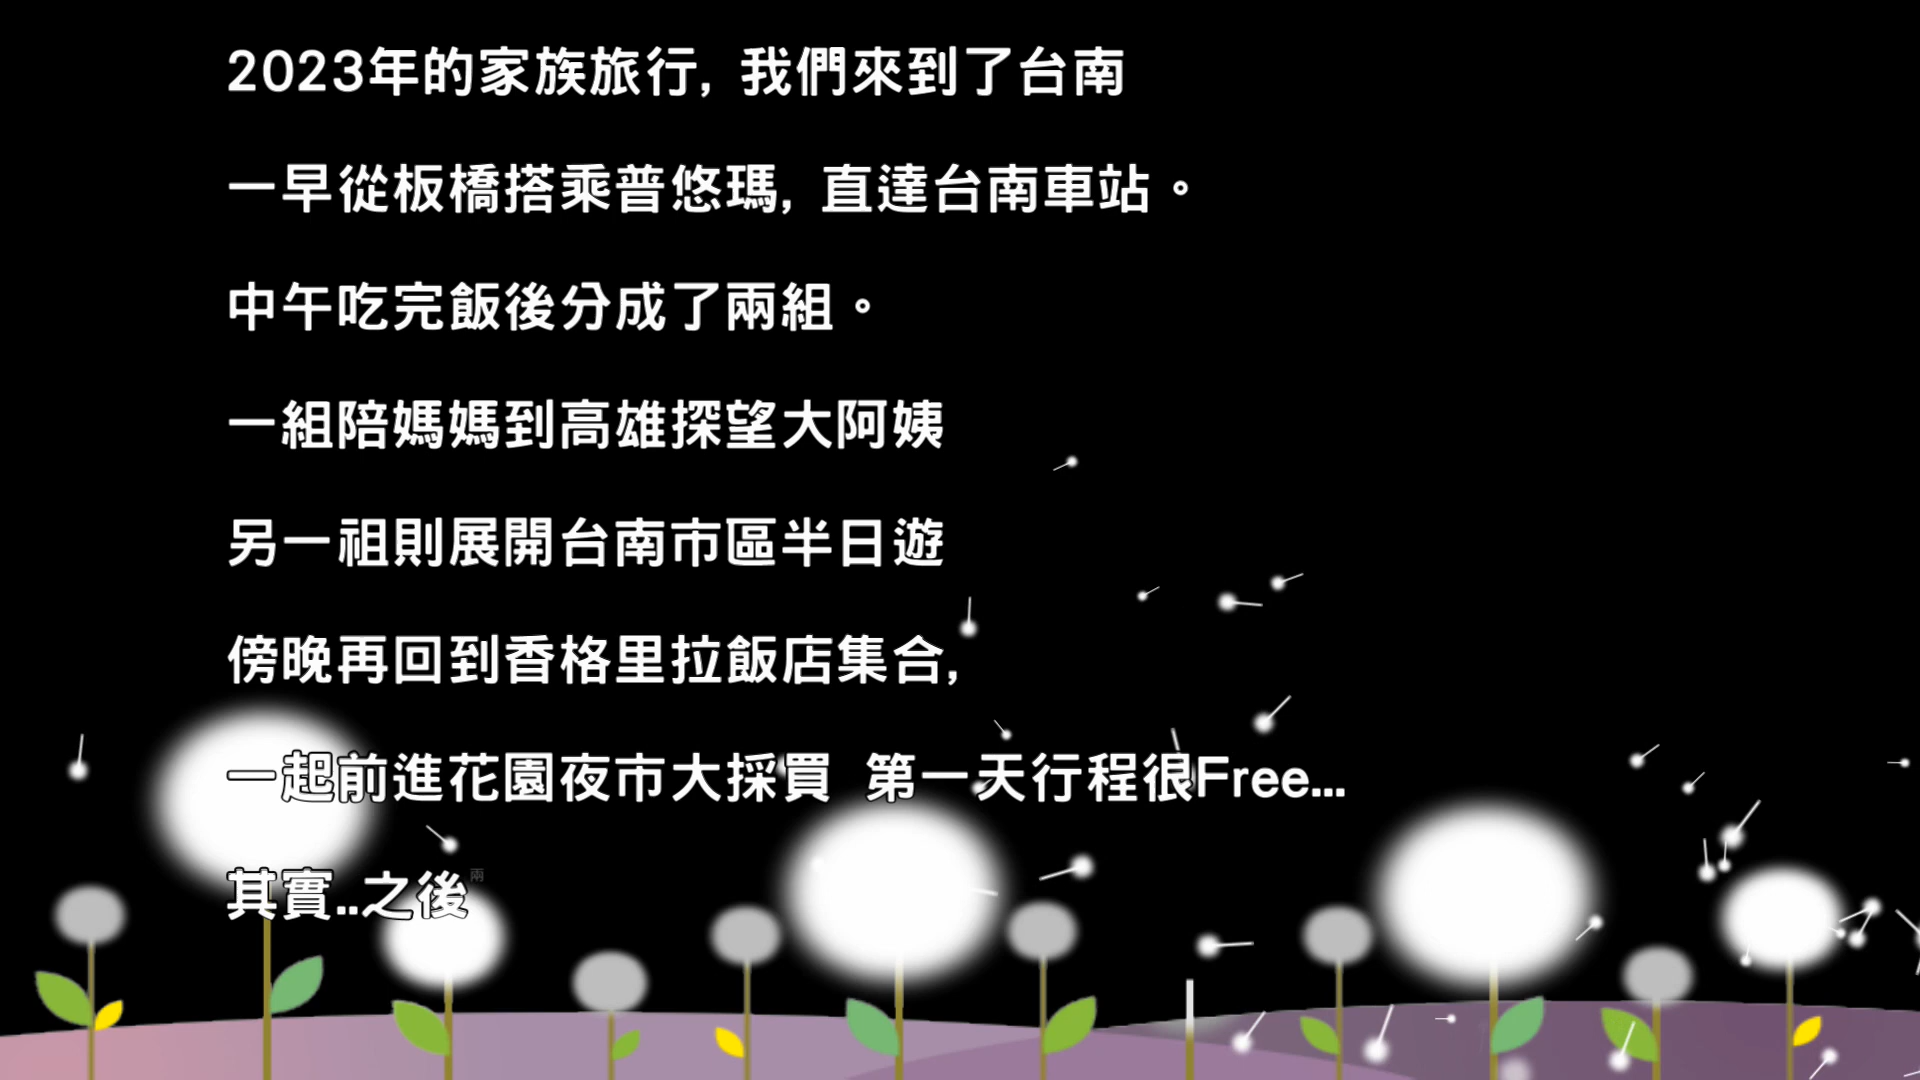 2023年的家族旅行, 我們來到了台南
一早從板橋搭乘普悠瑪, 直達台南車站。
中午吃完飯後分成了兩組。
一組陪媽媽到高雄探望大阿姨
另一祖則展開台南市區半日遊
傍晚再回到香格里拉飯店集合,
一起前進花園夜市大採買 第一天行程很Free...
其實..之後兩